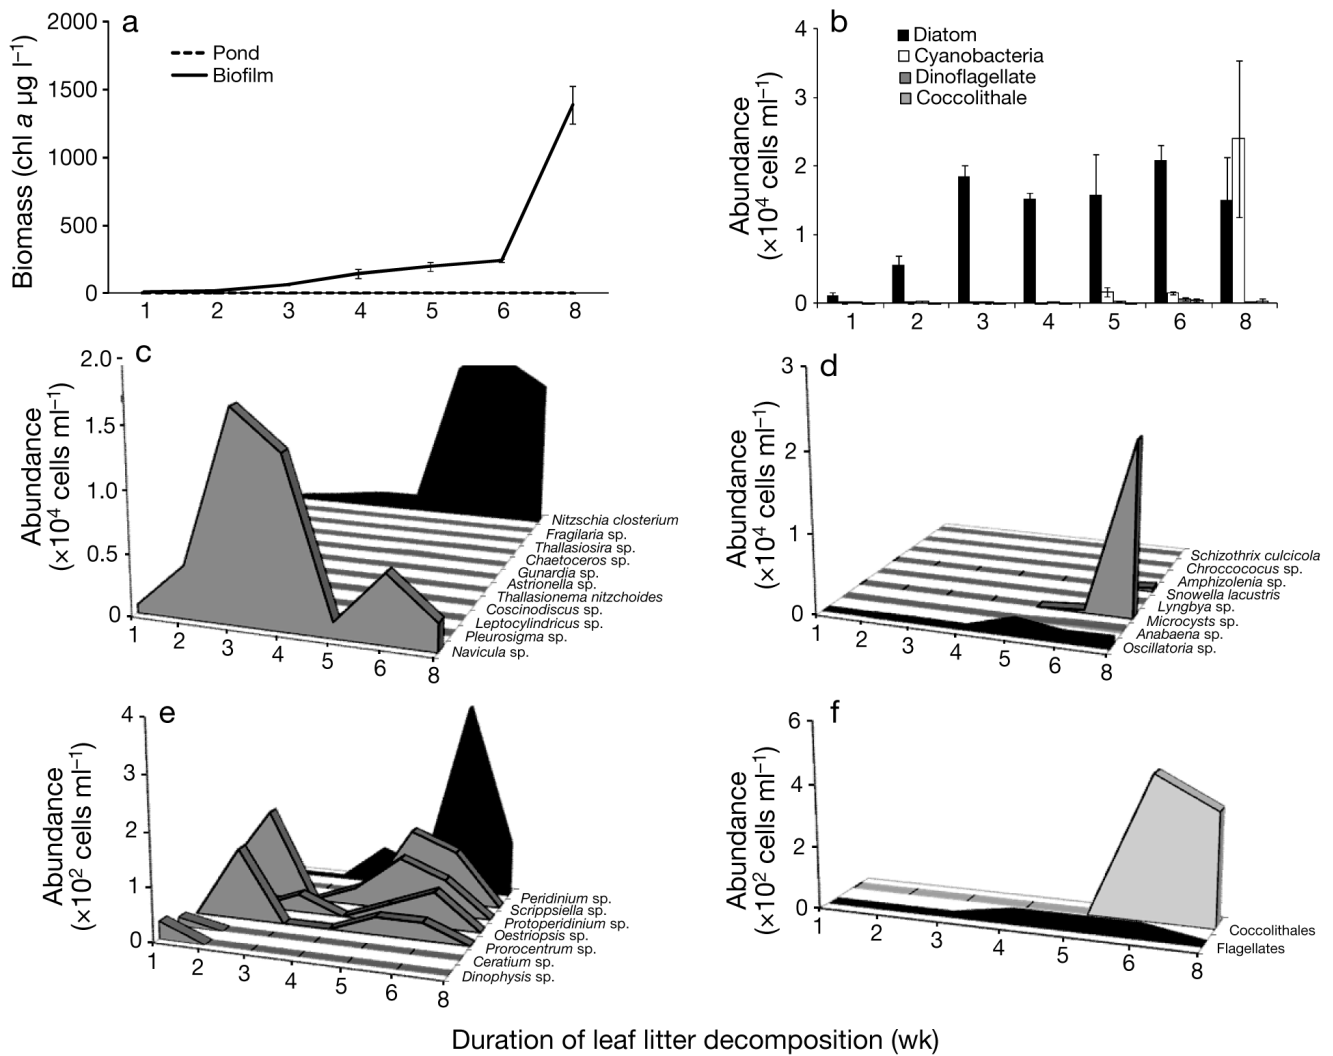 a
Biomass (chl a µg l–1)
2000
1500
1000
500
0
Pond
Biofilm
1 2 3 4 5 6 8
b
Abundance
(×10⁴ cells ml–1)
4
3
2
1
0
Diatom
Cyanobacteria
Dinoflagellate
Coccolithale
1 2 3 4 5 6 8
c
Abundance
(×10⁴ cells ml–1)
2.0
1.5
1.0
0.5
0
1 2 3 4 5 6 8
Nitzschia closterium
Fragilaria sp.
Thallasiosira sp.
Chaetoceros sp.
Gunardia sp.
Astrionella sp.
Thallasionema nitzchoides
Coscinodiscus sp.
Leptocylindricus sp.
Pleurosigma sp.
Navicula sp.
d
Abundance
(×10⁴ cells ml–1)
3
2
1
0
1 2 3 4 5 6 8
Schizothrix culcicola
Chroccococus sp.
Amphizolenia sp.
Snowella lacustris
Lyngbya sp.
Microcysts sp.
Anabaena sp.
Oscillatoria sp.
e
Abundance
(×10² cells ml–1)
4
3
2
1
0
1 2 3 4 5 6 8
Peridinium sp.
Scrippsiella sp.
Protoperidinium sp.
Oestriopsis sp.
Porocentrum sp.
Ceratium sp.
Dinophysis sp.
f
Abundance
(×10² cells ml–1)
6
4
2
0
1 2 3 4 5 6 8
Coccolithales
Flagellates
Duration of leaf litter decomposition (wk)